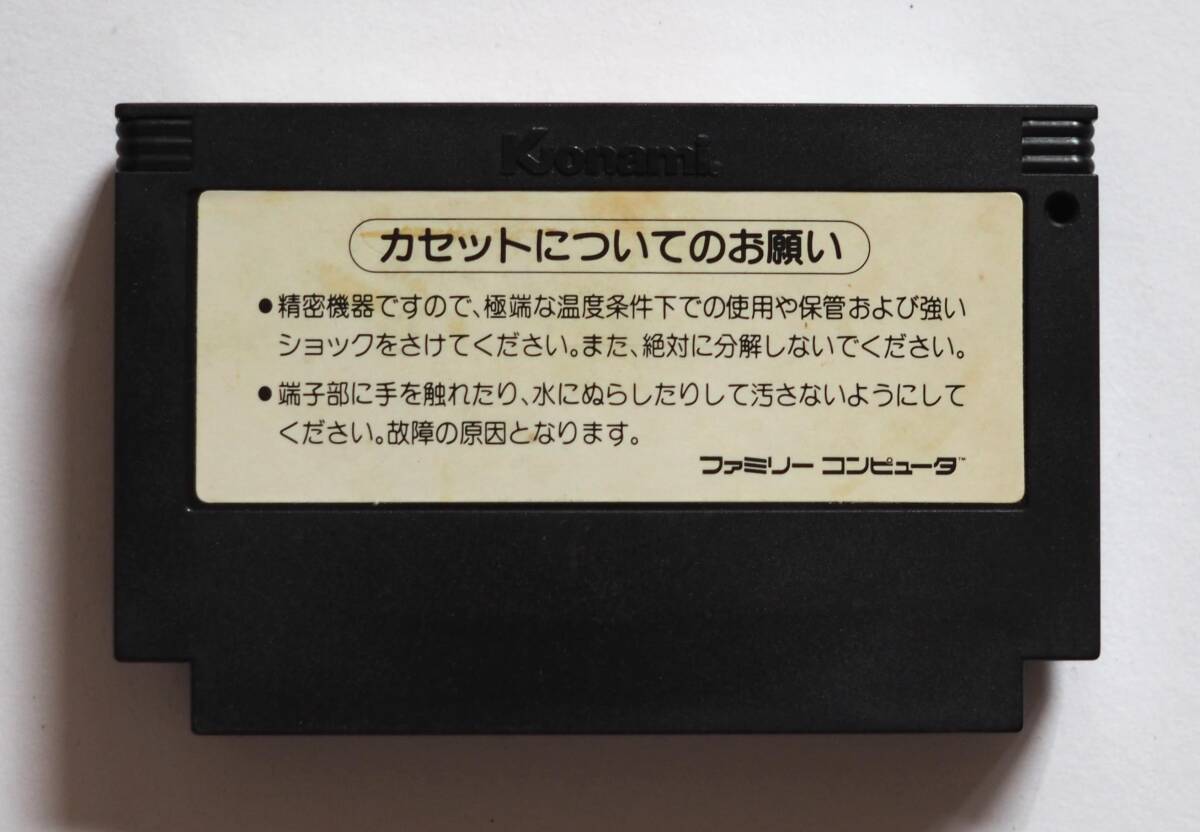 Konami
カセットについてのお願い
●精密機器ですので、極端な温度条件下での使用や保管および強い
ショックをさけてください。また、絶対に分解しないでください。
●端子部に手を触れたり、水にぬらしたりして汚さないようにして
ください。故障の原因となります。
ファミリー コンピュータ™